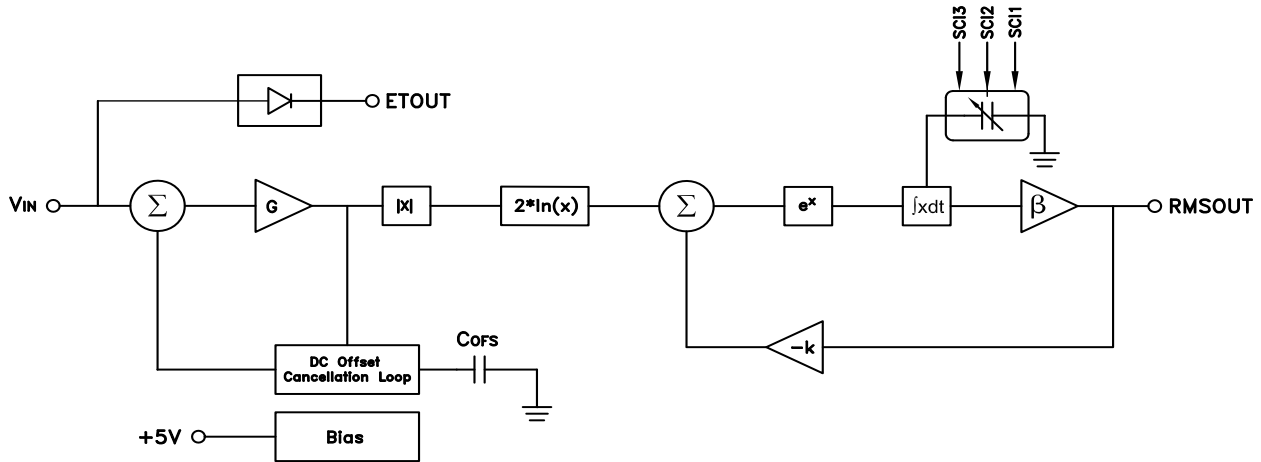 SCI3
SCI2
SCI1
ETOUT
VIN
Σ
G
|X|
2*ln(x)
Σ
e^x
∫xdt
β
RMSOUT
-k
DC Offset
Cancellation Loop
COFS
+5V
Bias